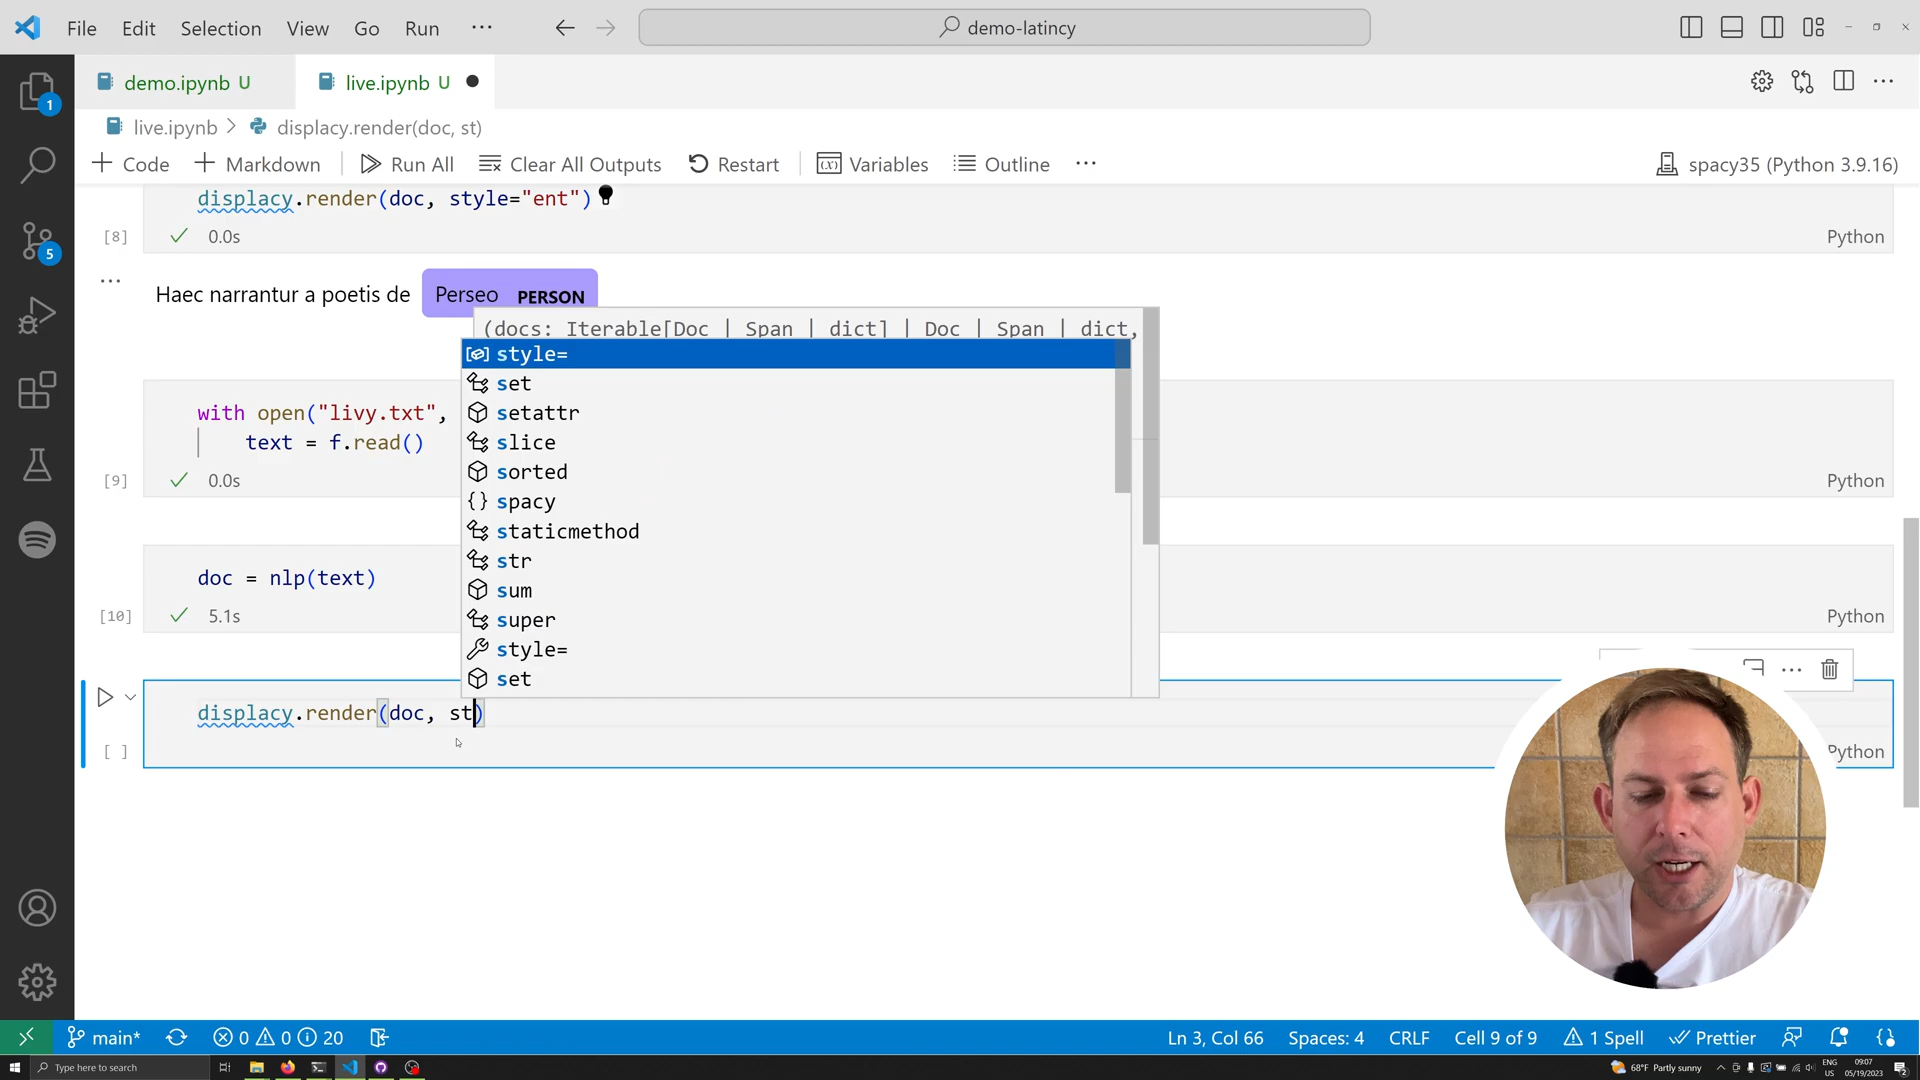 File Edit Selection View Go Run ··· demo-latincy
1
demo.ipynb U live.ipynb U
live.ipynb > displacy.render(doc, st)
+ Code + Markdown Run All Clear All Outputs Restart Variables Outline ··· spacy35 (Python 3.9.16)
displacy.render(doc, style="ent")
[8] 0.0s Python
5
Haec narrantur a poetis de Perseo PERSON
(docs: Iterable[Doc | Span | dict] | Doc | Span | dict,
style=
set
setattr
slice
sorted
spacy
staticmethod
str
sum
super
style=
set
with open("livy.txt",
text = f.read()
[9] 0.0s Python
doc = nlp(text)
[10] 5.1s Python
displacy.render(doc, st)
[ ] Python
main* 0 0 20 Ln 3, Col 66 Spaces: 4 CRLF Cell 9 of 9 1 Spell Prettier
Type here to search 68°F Partly sunny ENG US 09:07 05/19/2023 2